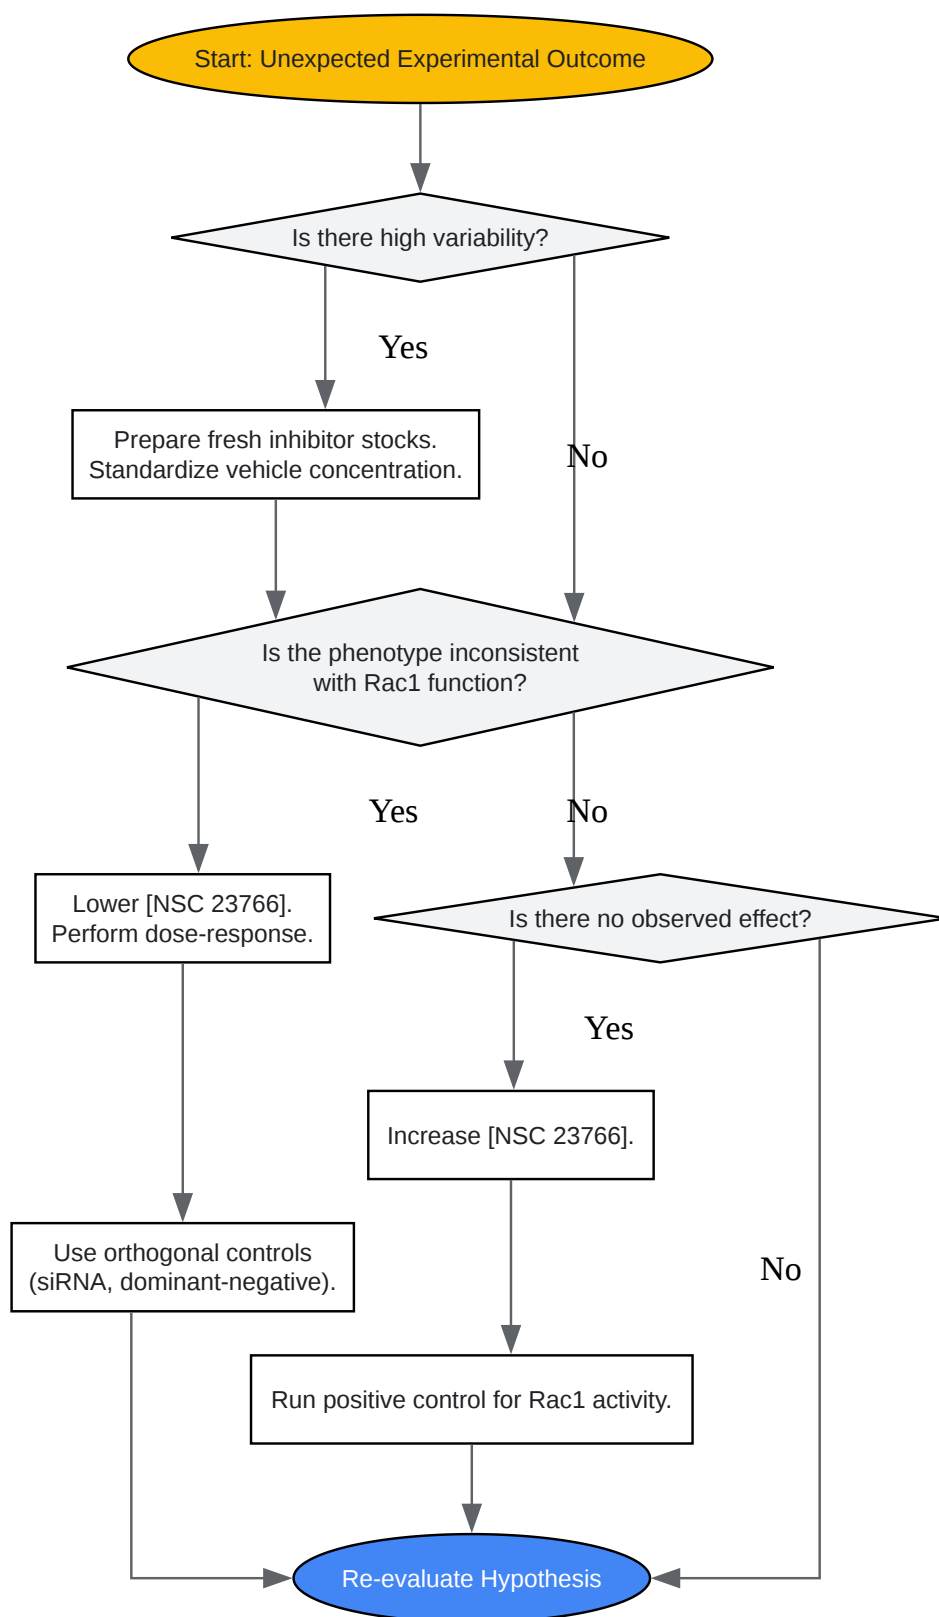 Start: Unexpected Experimental Outcome
Is there high variability?
Yes
Prepare fresh inhibitor stocks.
Standardize vehicle concentration.
No
Is the phenotype inconsistent
with Rac1 function?
Yes
No
Lower [NSC 23766].
Perform dose-response.
Is there no observed effect?
Yes
Increase [NSC 23766].
Use orthogonal controls
(siRNA, dominant-negative).
No
Run positive control for Rac1 activity.
Re-evaluate Hypothesis